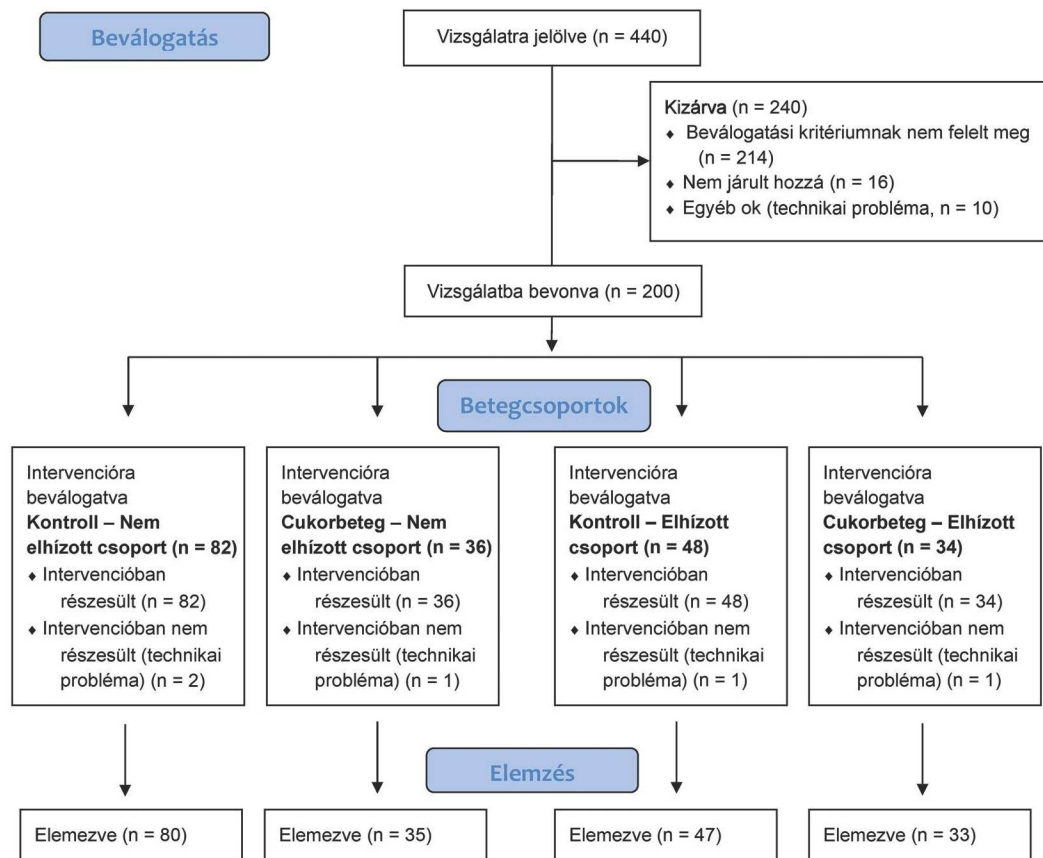 Beválogatás
Vizsgálatra jelölve (n = 440)
Kizárva (n = 240)
♦ Beválogatási kritériumnak nem felelt meg
(n = 214)
♦ Nem járult hozzá (n = 16)
♦ Egyéb ok (technikai probléma, n = 10)
Vizsgálatba bevonva (n = 200)
Betegcsoportok
Intervencióra
beválogatva
Kontroll – Nem
elhízott csoport (n = 82)
♦ Intervencióban
részesült (n = 82)
♦ Intervencióban nem
részesült (technikai
probléma) (n = 2)
Intervencióra
beválogatva
Cukorbeteg – Nem
elhízott csoport (n = 36)
♦ Intervencióban
részesült (n = 36)
♦ Intervencióban nem
részesült (technikai
probléma) (n = 1)
Intervencióra
beválogatva
Kontroll – Elhízott
csoport (n = 48)
♦ Intervencióban
részesült (n = 48)
♦ Intervencióban nem
részesült (technikai
probléma) (n = 1)
Intervencióra
beválogatva
Cukorbeteg – Elhízott
csoport (n = 34)
♦ Intervencióban
részesült (n = 34)
♦ Intervencióban nem
részesült (technikai
probléma) (n = 1)
Elemzés
Elemezve (n = 80)
Elemezve (n = 35)
Elemezve (n = 47)
Elemezve (n = 33)